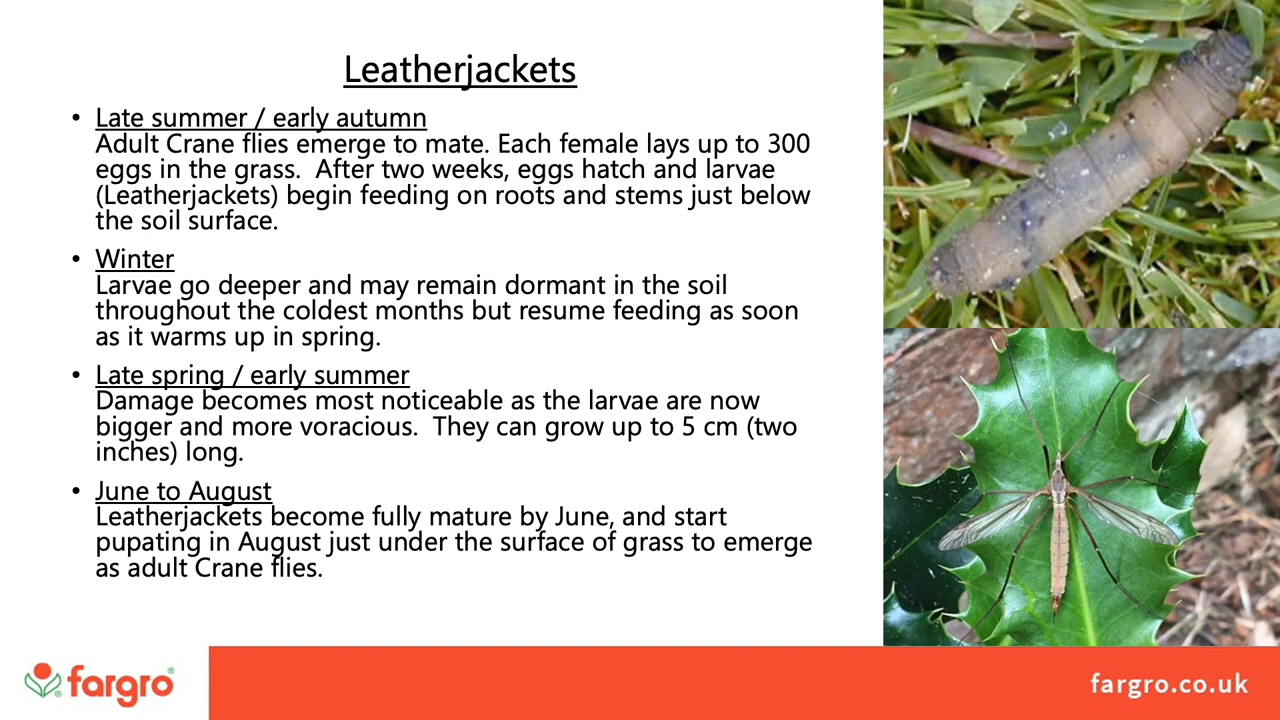 Leatherjackets
• Late summer / early autumn
Adult Crane flies emerge to mate. Each female lays up to 300
eggs in the grass.  After two weeks, eggs hatch and larvae
(Leatherjackets) begin feeding on roots and stems just below
the soil surface.
• Winter
Larvae go deeper and may remain dormant in the soil
throughout the coldest months but resume feeding as soon
as it warms up in spring.
• Late spring / early summer
Damage becomes most noticeable as the larvae are now
bigger and more voracious.  They can grow up to 5 cm (two
inches) long.
• June to August
Leatherjackets become fully mature by June, and start
pupating in August just under the surface of grass to emerge
as adult Crane flies.
fargro®
fargro.co.uk